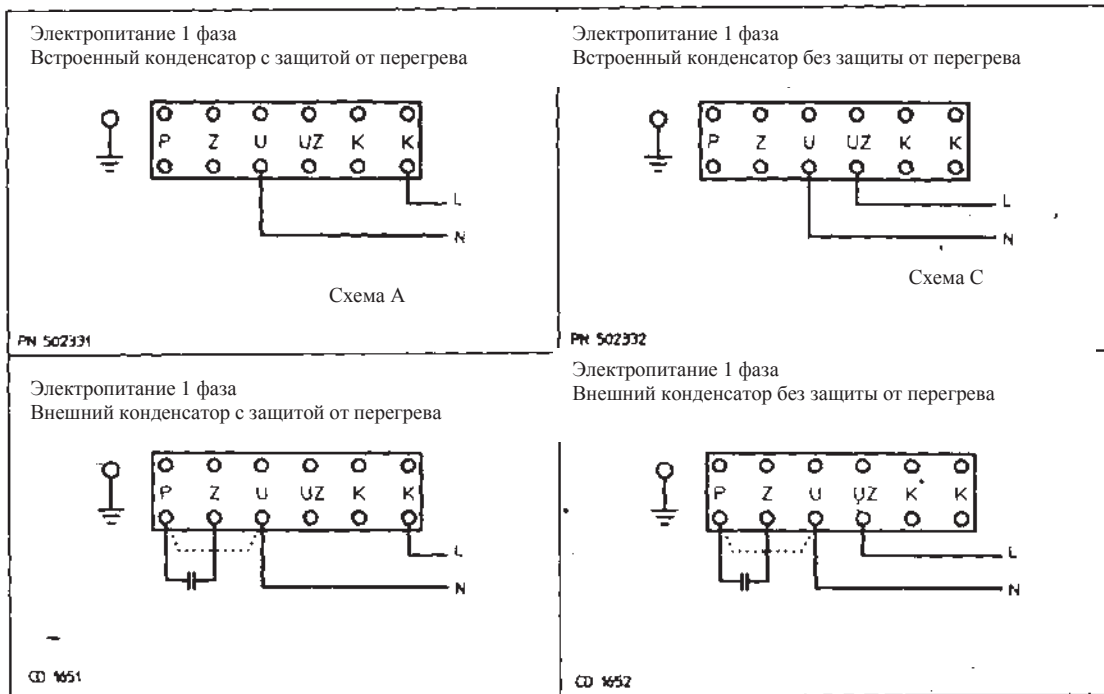 Электропитание 1 фаза
Встроенный конденсатор с защитой от перегрева
P Z U UZ K K
L
N
Схема А
PN 502331
Электропитание 1 фаза
Встроенный конденсатор без защиты от перегрева
P Z U UZ K K
L
N
Схема С
PN 502332
Электропитание 1 фаза
Внешний конденсатор с защитой от перегрева
P Z U UZ K K
L
N
CD 1651
Электропитание 1 фаза
Внешний конденсатор без защиты от перегрева
P Z U UZ K K
L
N
CD 1652